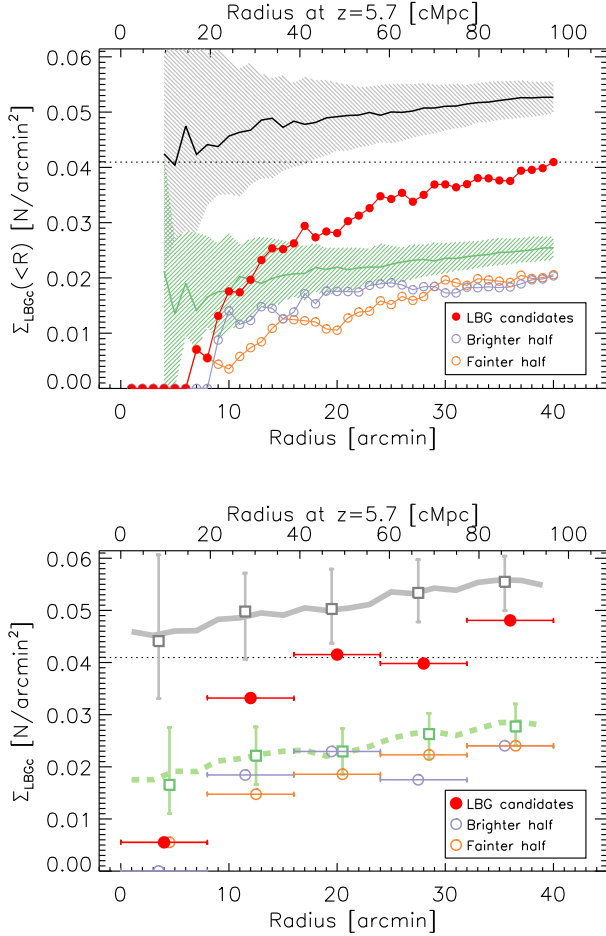 Radius at z=5.7 [cMpc]
0 20 40 60 80 100
0.06
0.05
0.04
0.03
0.02
0.01
0.00
Σ_LBGc(<R) [N/arcmin²]
LBG candidates
Brighter half
Fainter half
0 10 20 30 40
Radius [arcmin]
Radius at z=5.7 [cMpc]
0 20 40 60 80 100
0.06
0.05
0.04
0.03
0.02
0.01
0.00
Σ_LBGc [N/arcmin²]
LBG candidates
Brighter half
Fainter half
0 10 20 30 40
Radius [arcmin]